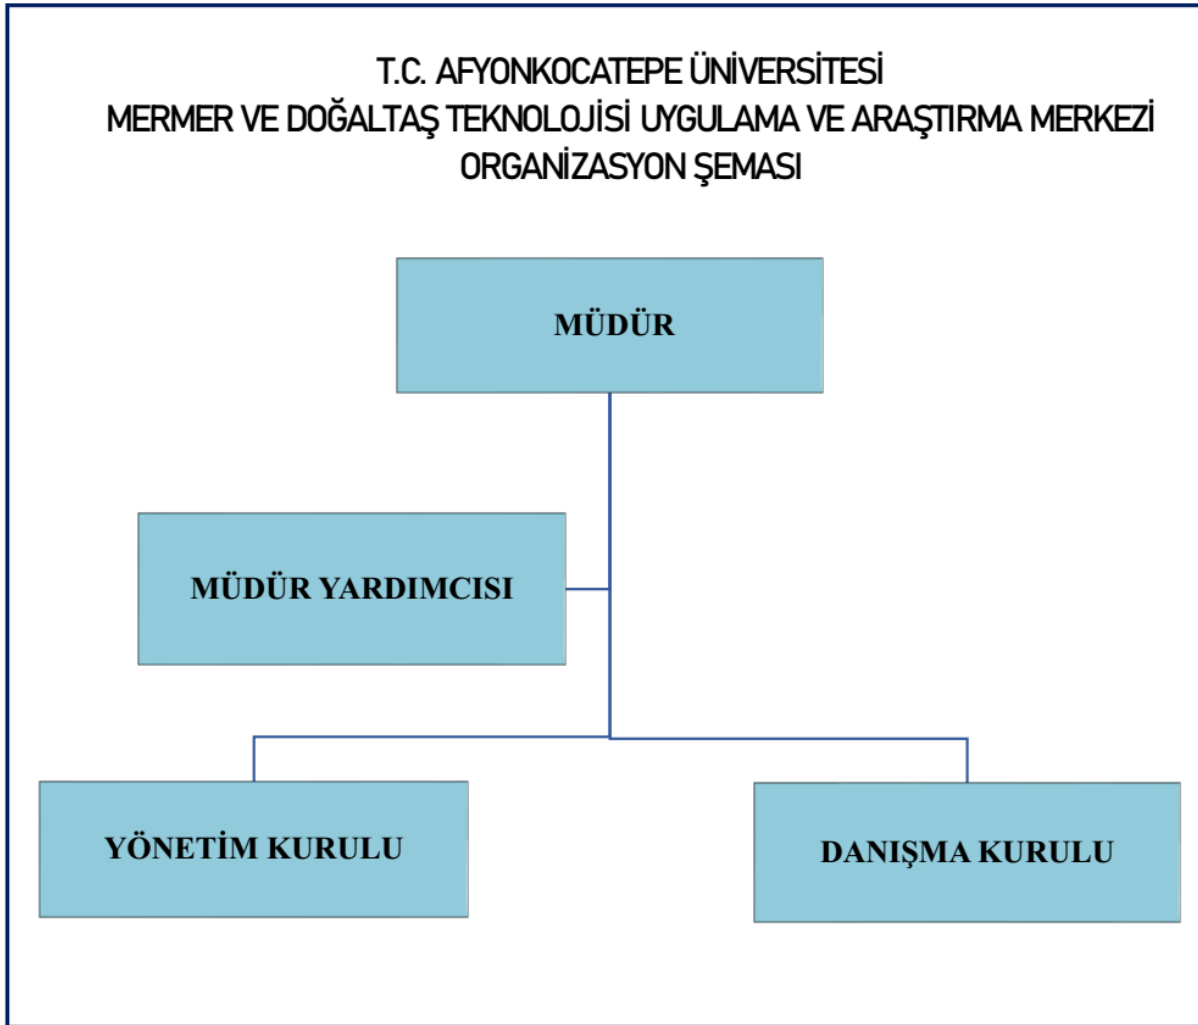 T.C. AFYONKOCATEPE ÜNİVERSİTESİ
MERMER VE DOĞALTAŞ TEKNOLOJİSİ UYGULAMA VE ARAŞTIRMA MERKEZİ
ORGANİZASYON ŞEMASI
MÜDÜR
MÜDÜR YARDIMCISI
YÖNETİM KURULU
DANIŞMA KURULU